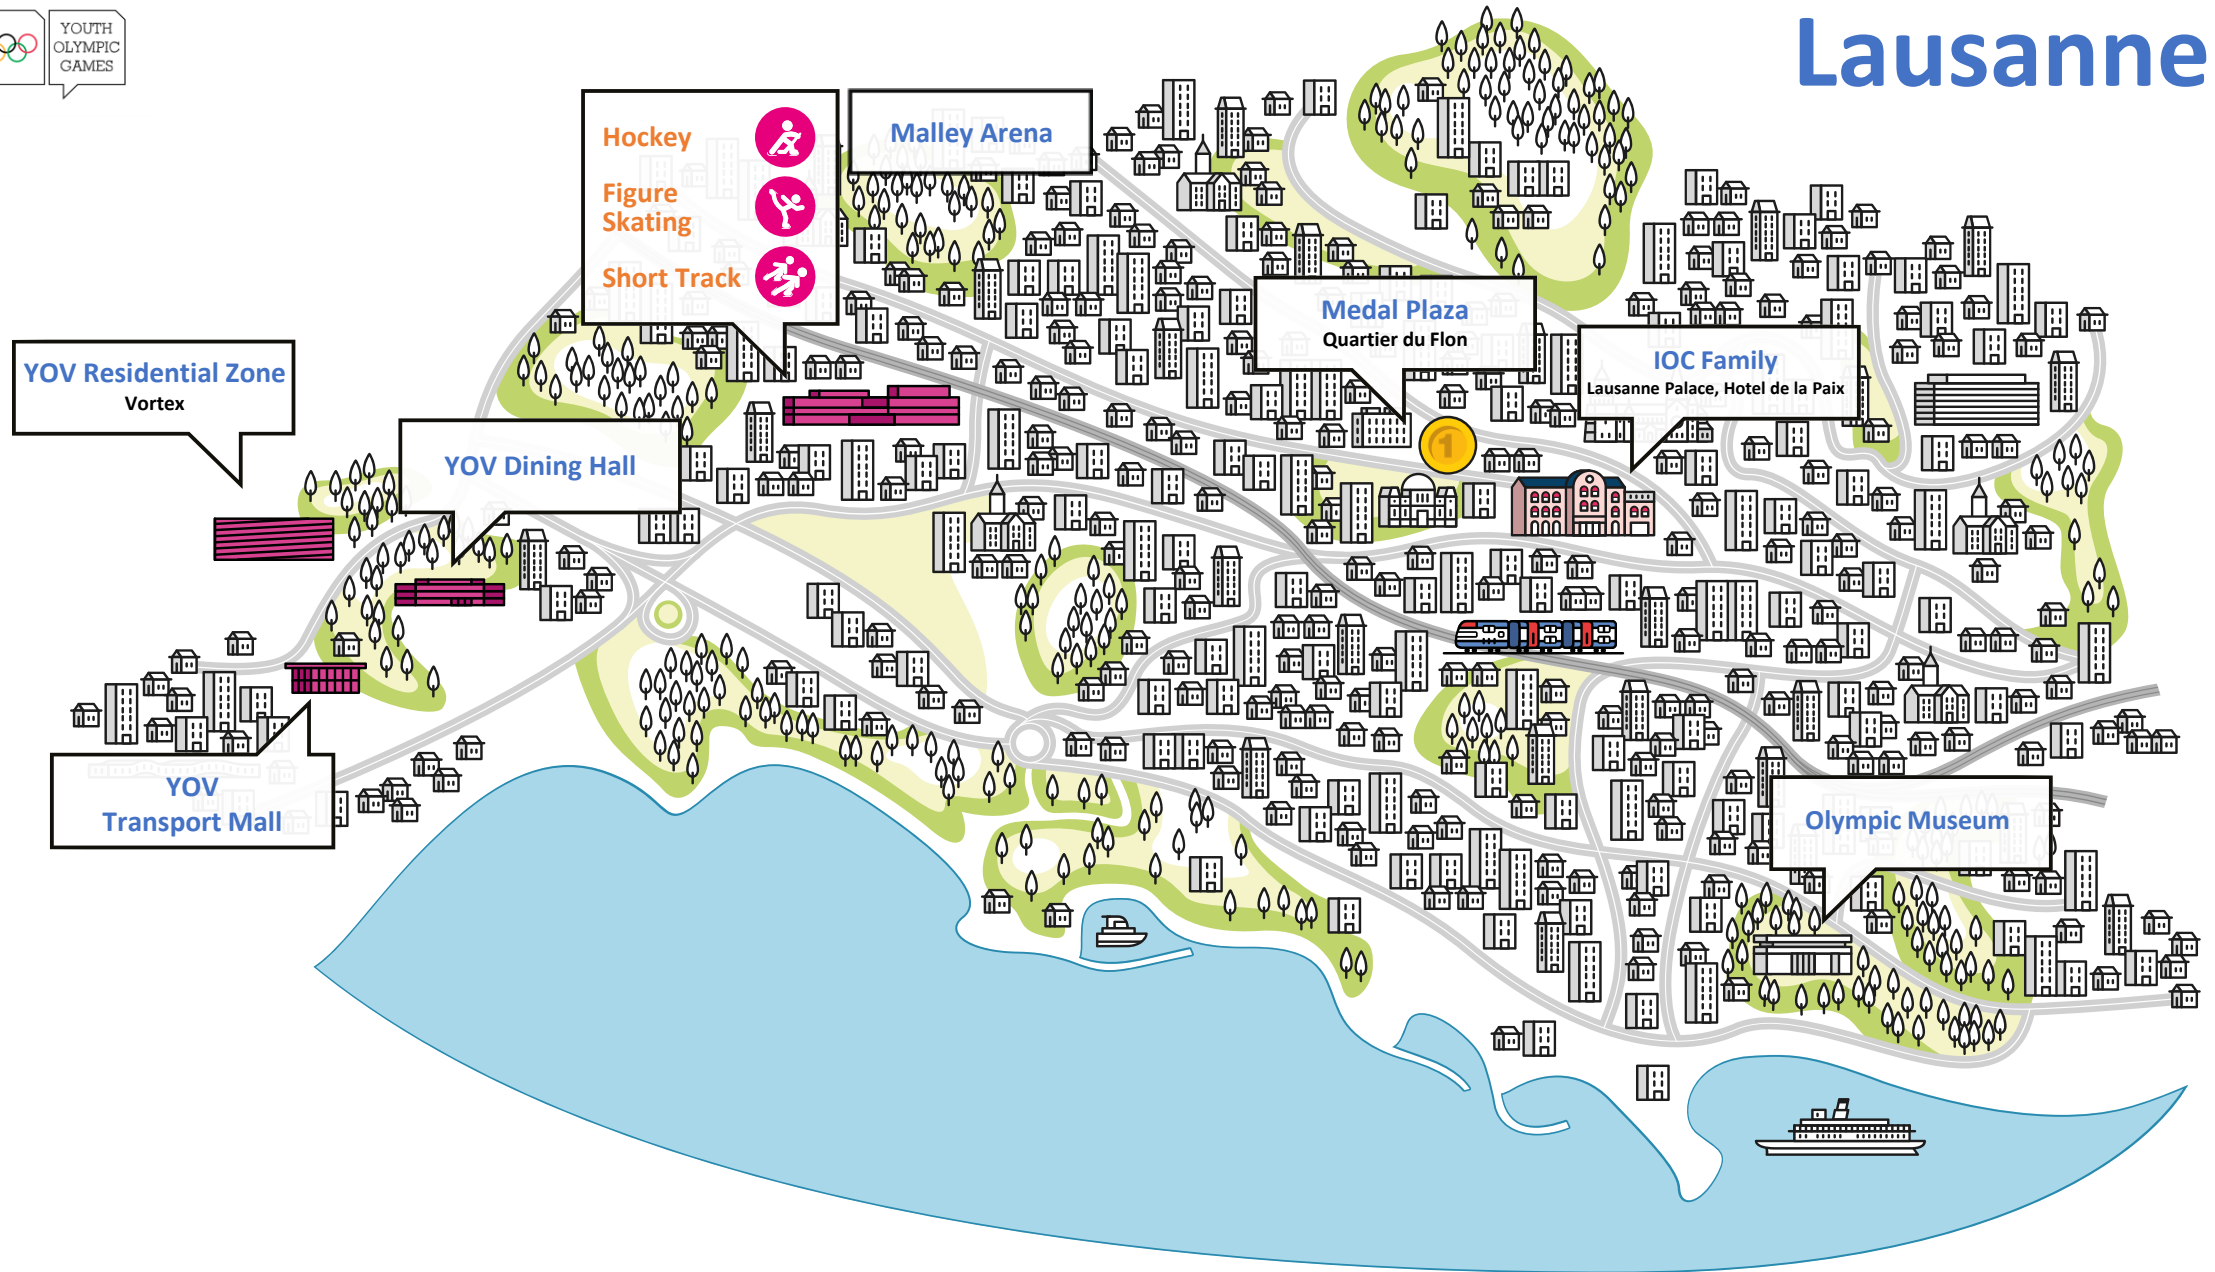 YOUTH
OLYMPIC
GAMES
Lausanne
Hockey
Figure
Skating
Short Track
Malley Arena
Medal Plaza
Quartier du Flon
IOC Family
Lausanne Palace, Hotel de la Paix
YOV Residential Zone
Vortex
YOV Dining Hall
1
YOV
Transport Mall
Olympic Museum